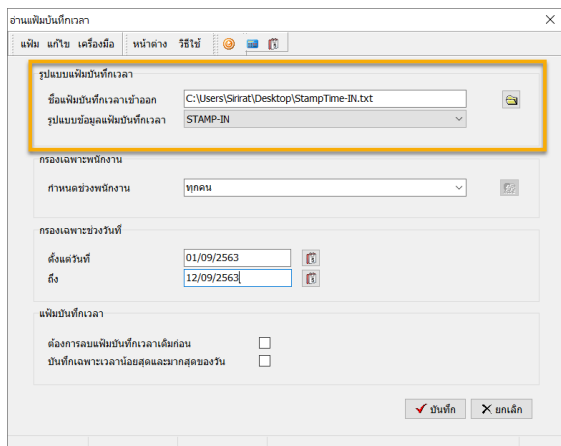 อ่านแฟ้มบันทึกเวลา
แฟ้ม แก้ไข เครื่องมือ หน้าต่าง วิธีใช้
รูปแบบแฟ้มบันทึกเวลา
ชื่อแฟ้มบันทึกเวลาเข้าออก C:\Users\Sirirat\Desktop\StampTime-IN.txt
รูปแบบข้อมูลแฟ้มบันทึกเวลา STAMP-IN
กรองเฉพาะพนักงาน
กำหนดช่วงพนักงาน ทุกคน
กรองเฉพาะช่วงวันที่
ตั้งแต่วันที่ 01/09/2563
ถึง 12/09/2563
แฟ้มบันทึกเวลา
ต้องการลบแฟ้มบันทึกเวลาเดิมก่อน
บันทึกเฉพาะเวลาน้อยสุดและมากสุดของวัน
บันทึก ยกเลิก